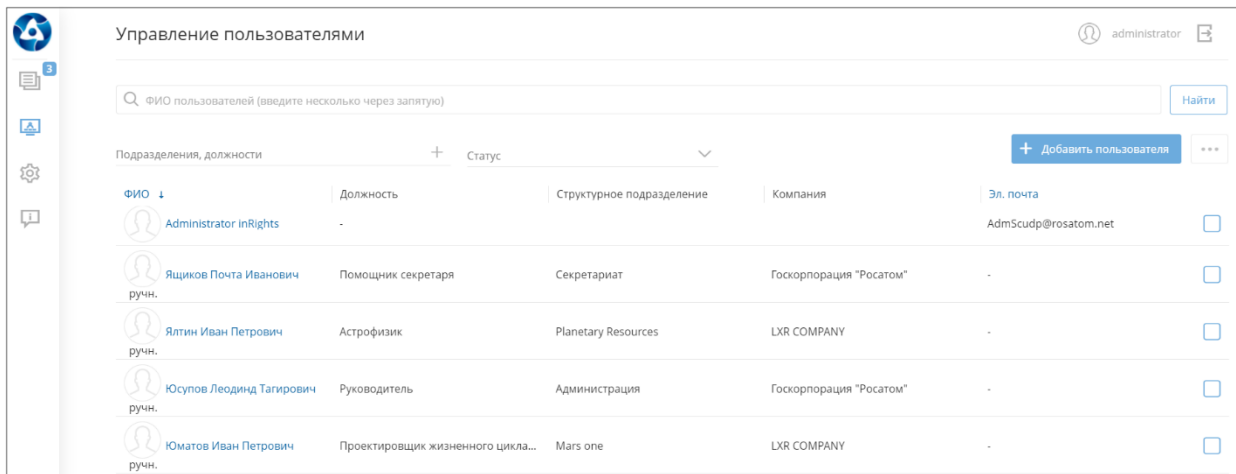 Управление пользователями
administrator
3
ФИО пользователей (введите несколько через запятую)
Найти
Подразделения, должности
Статус
Добавить пользователя
ФИО ↓ Должность Структурное подразделение Компания Эл. почта
Administrator inRights - AdmScudp@rosatom.net
Ящиков Почта Иванович Помощник секретаря Секретариат Госкорпорация "Росатом" -
ручн.
Ялтин Иван Петрович Астрофизик Planetary Resources LXR COMPANY -
ручн.
Юсупов Леодинд Тагирович Руководитель Администрация Госкорпорация "Росатом" -
ручн.
Юматов Иван Петрович Проектировщик жизненного цикла... Mars one LXR COMPANY -
ручн.